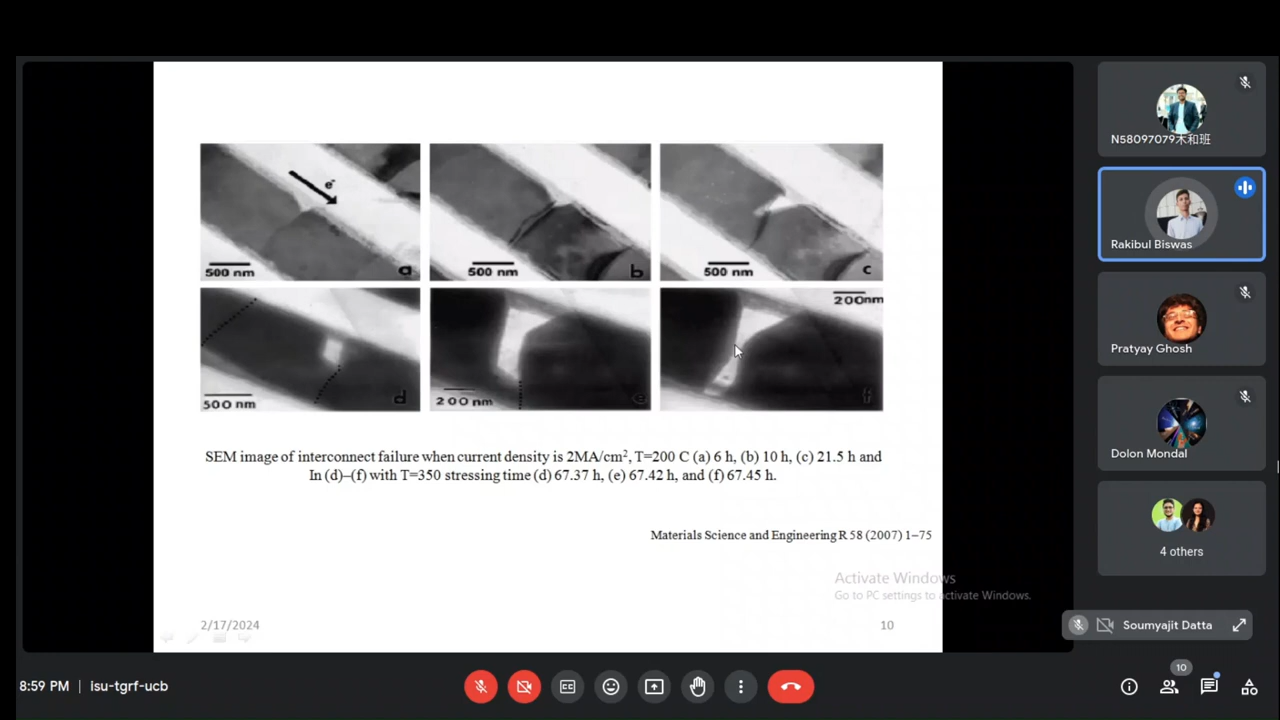 e-
500 nm
a
500 nm
b
500 nm
c
500 nm
d
200 nm
e
200nm
f
SEM image of interconnect failure when current density is 2MA/cm², T=200 C (a) 6 h, (b) 10 h, (c) 21.5 h and
In (d)–(f) with T=350 stressing time (d) 67.37 h, (e) 67.42 h, and (f) 67.45 h.
Materials Science and Engineering R 58 (2007) 1–75
Activate Windows
Go to PC settings to activate Windows.
2/17/2024
10
N58097079木和班
Rakibul Biswas
Pratyay Ghosh
Dolon Mondal
4 others
Soumyajit Datta
8:59 PM | isu-tgrf-ucb
CC
10